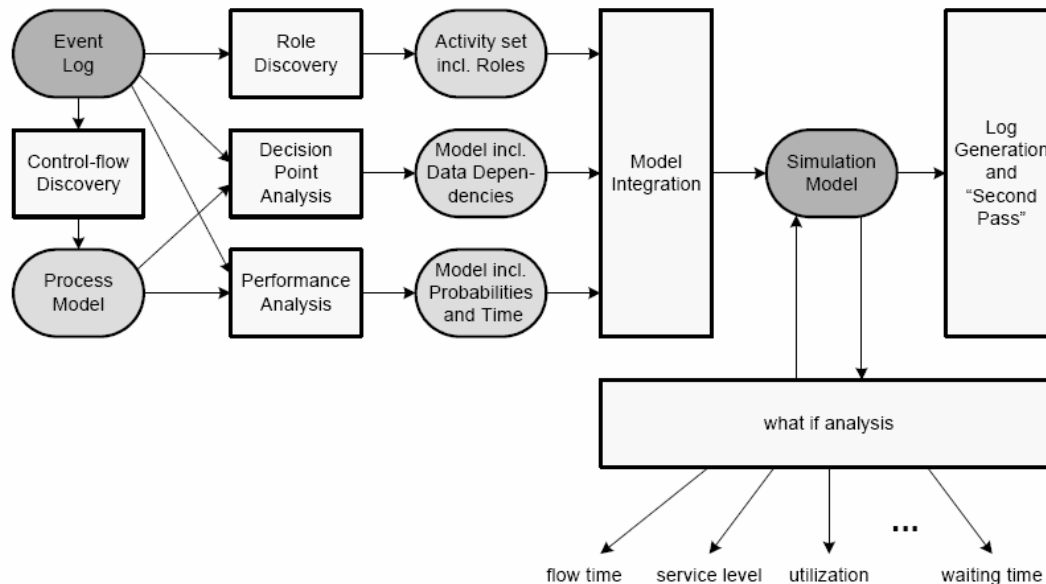 Event
Log
Role
Discovery
Activity set
incl. Roles
Control-flow
Discovery
Decision
Point
Analysis
Model incl.
Data Depen-
dencies
Model
Integration
Simulation
Model
Log
Generation
and
“Second
Pass”
Process
Model
Performance
Analysis
Model incl.
Probabilities
and Time
what if analysis
...
flow time
service level
utilization
waiting time